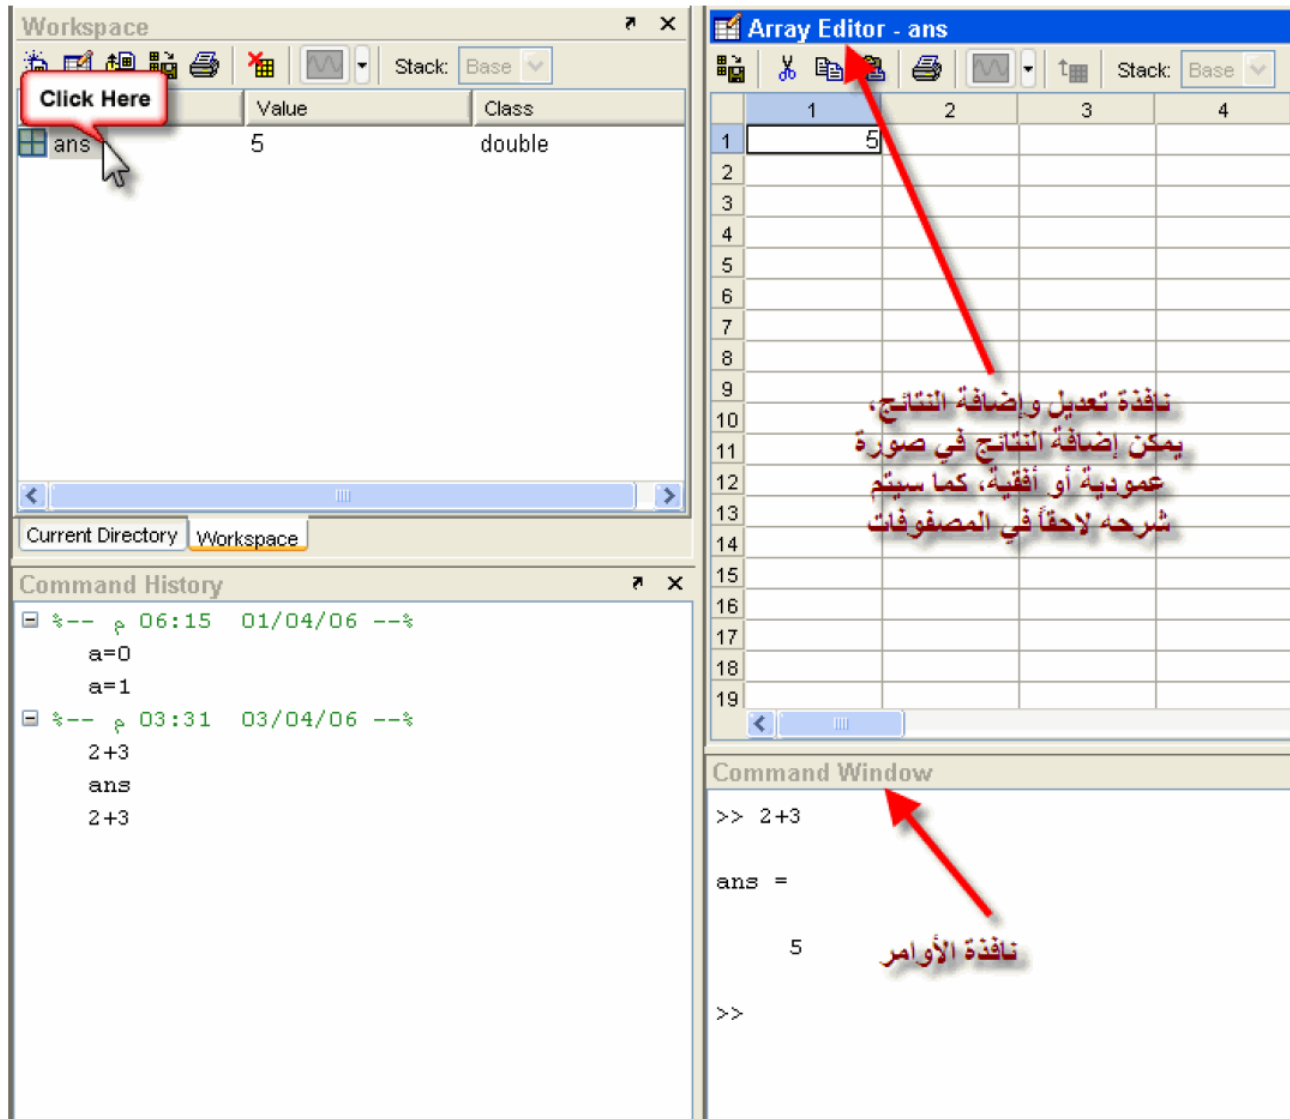 Workspace
Stack: Base
Click Here
Value Class
ans 5 double
Current Directory Workspace
Command History
%-- م 06:15 01/04/06 --%
a=0
a=1
%-- م 03:31 03/04/06 --%
2+3
ans
2+3
Array Editor - ans
Stack: Base
1 2 3 4
1 5
2
3
4
5
6
7
8
9
10
11
12
13
14
15
16
17
18
19
نافذة تعديل وإضافة النتائج،
يمكن إضافة النتائج في صورة
عمودية أو أفقية، كما سيتم
شرحه لاحقاً في المصفوفات
Command Window
>> 2+3
ans =
5
نافذة الأوامر
>>